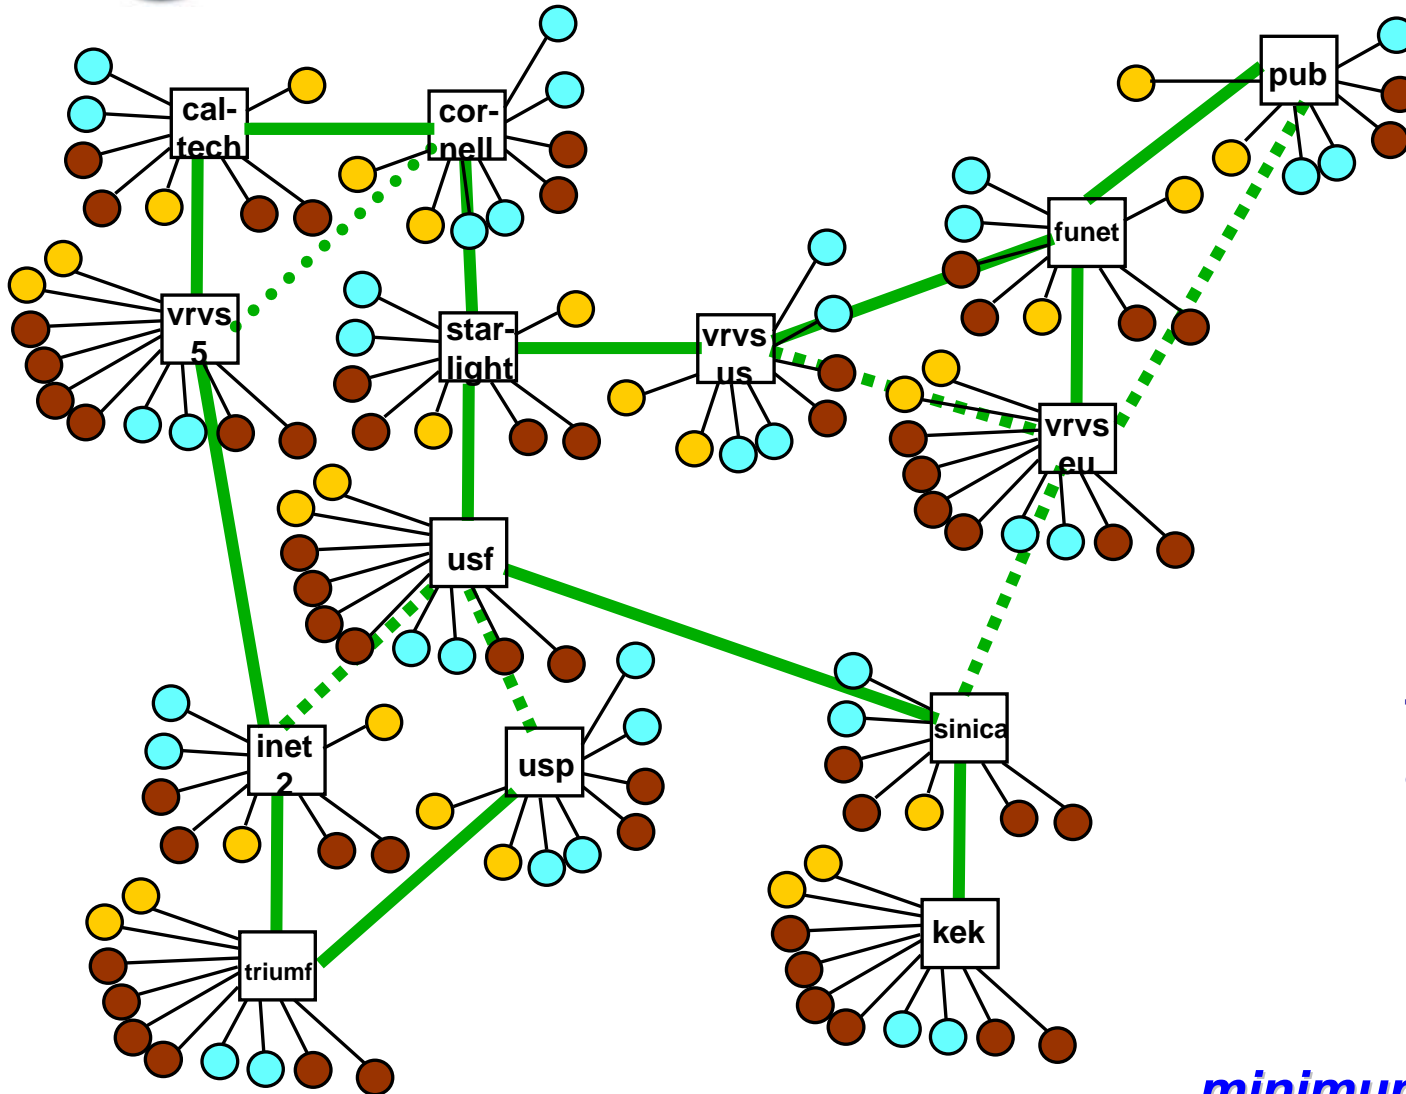 pub
cal-
tech
cor-
nell
funet
vrvs
5
star-
light
vrvs
us
vrvs
eu
usf
inet
2
usp
sinica
triumf
kek